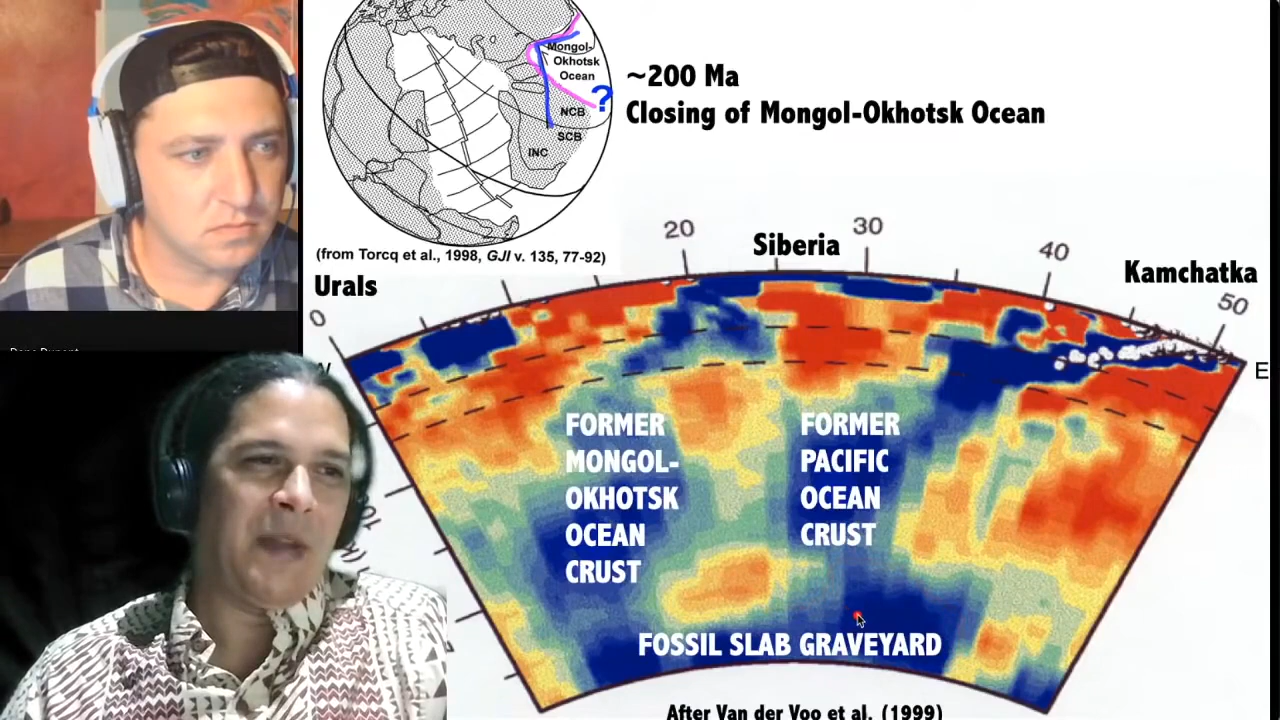 Mongol-
Okhotsk
Ocean
?
NCB
SCB
INC
~200 Ma
Closing of Mongol-Okhotsk Ocean
(from Torcq et al., 1998, GJI v. 135, 77-92)
Urals
Siberia
Kamchatka
0
20
30
40
50
E
FORMER
MONGOL-
OKHOTSK
OCEAN
CRUST
FORMER
PACIFIC
OCEAN
CRUST
FOSSIL SLAB GRAVEYARD
After Van der Voo et al. (1999)